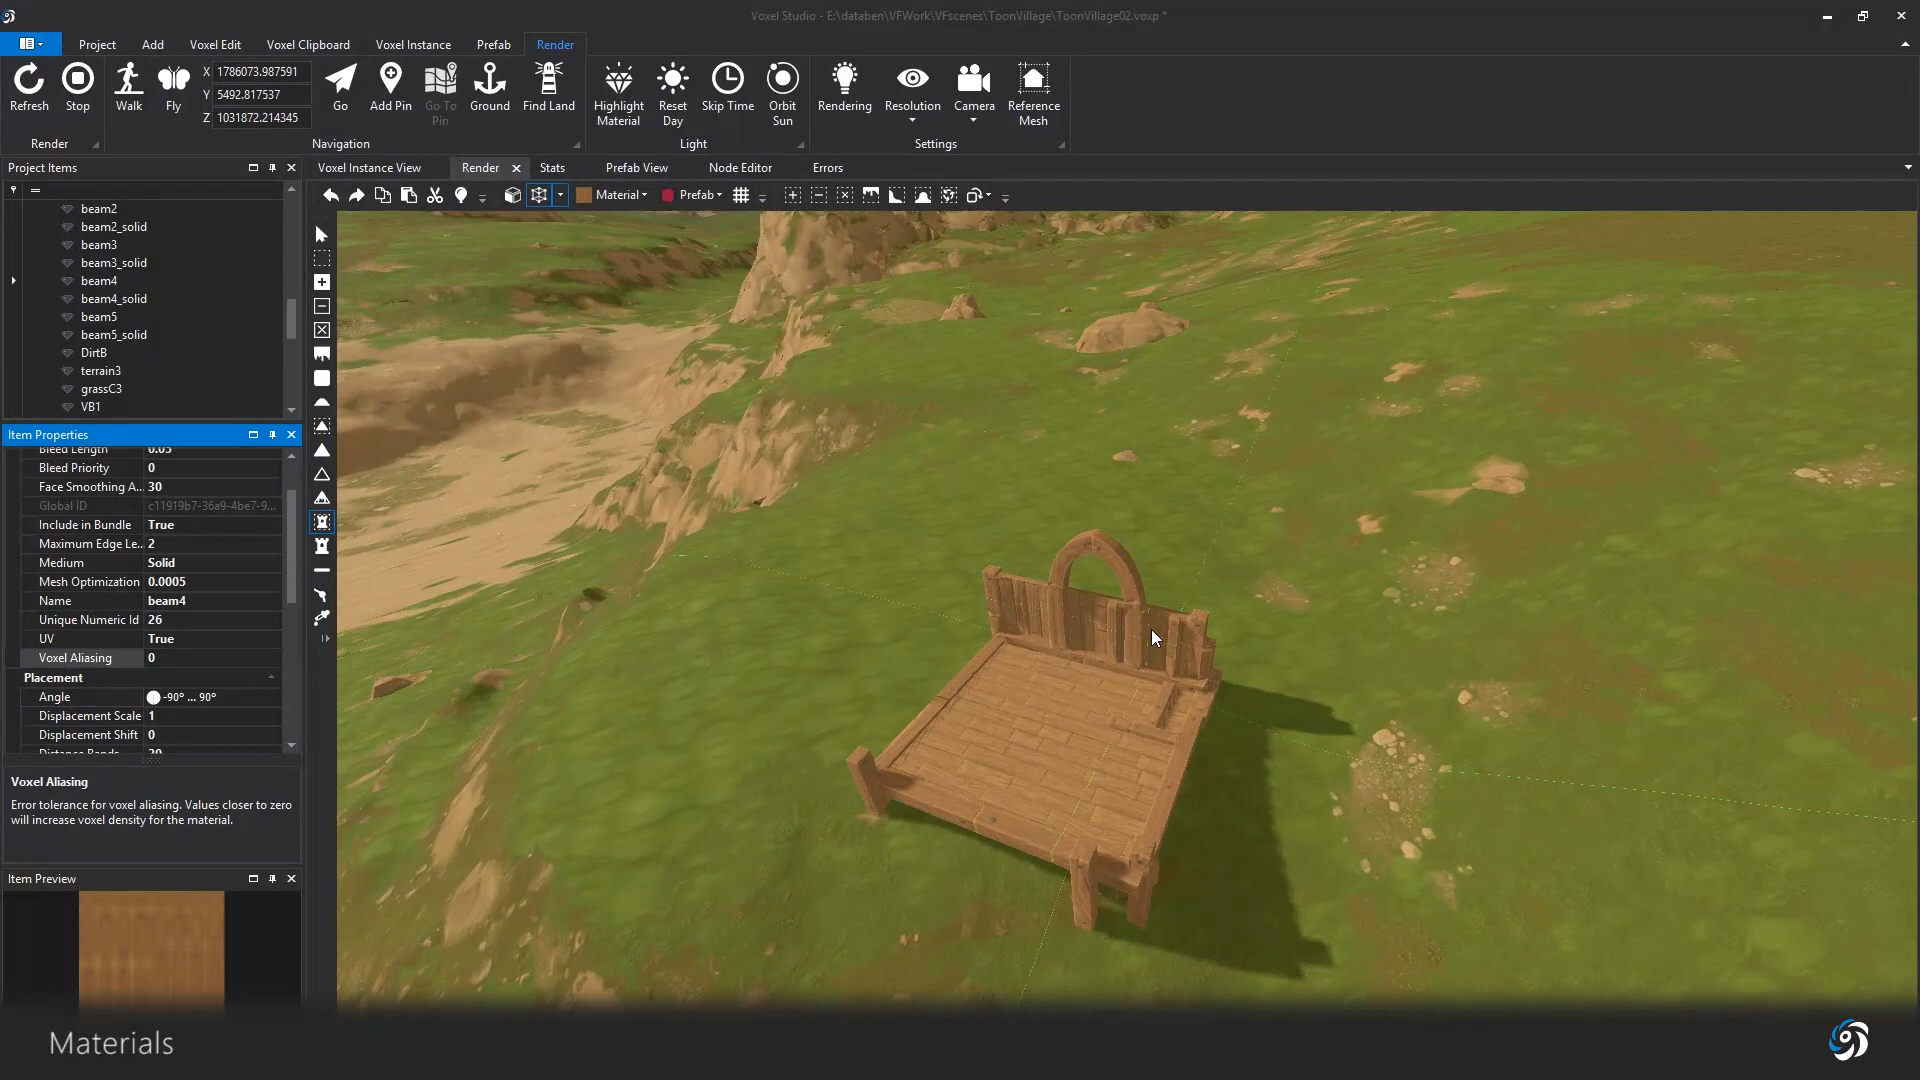 Voxel Studio - E:\databen\VFWork\VFscenes\ToonVillage\ToonVillage02.voxp *
Project Add Voxel Edit Voxel Clipboard Voxel Instance Prefab Render
X 1786073.987591
Y 5492.817537
Z 1031872.214345
Refresh Stop Walk Fly Go Add Pin Go To Pin Ground Find Land Highlight Material Reset Day Skip Time Orbit Sun Rendering Resolution Camera Reference Mesh
Render Navigation Light Settings
Project Items
Voxel Instance View Render Stats Prefab View Node Editor Errors
Material Prefab
beam2
beam2_solid
beam3
beam3_solid
beam4
beam4_solid
beam5
beam5_solid
DirtB
terrain3
grassC3
VB1
Item Properties
Bleed Length 0.05
Bleed Priority 0
Face Smoothing A... 30
Global ID c11919b7-36a9-4be7-9...
Include in Bundle True
Maximum Edge Le... 2
Medium Solid
Mesh Optimization 0.0005
Name beam4
Unique Numeric Id 26
UV True
Voxel Aliasing 0
Placement
Angle -90° ... 90°
Displacement Scale 1
Displacement Shift 0
Distance Bands 20
Voxel Aliasing
Error tolerance for voxel aliasing. Values closer to zero
will increase voxel density for the material.
Item Preview
Materials